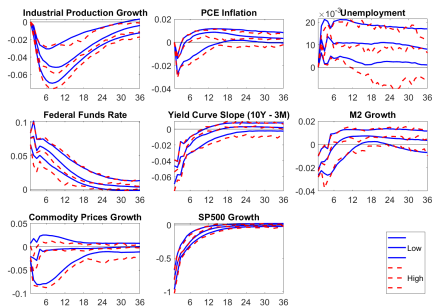 Industrial Production Growth
0
-0.02
-0.04
-0.06
6 12 18 24 30 36
PCE Inflation
0.02
0
-0.02
-0.04
6 12 18 24 30 36
Unemployment
×10⁻³
20
10
0
6 12 18 24 30 36
Federal Funds Rate
0.1
0.05
0
6 12 18 24 30 36
Yield Curve Slope (10Y - 3M)
0
-0.02
-0.04
-0.06
6 12 18 24 30 36
M2 Growth
0.02
0
-0.02
-0.04
6 12 18 24 30 36
Commodity Prices Growth
0.05
0
-0.05
-0.1
6 12 18 24 30 36
SP500 Growth
0
-0.5
-1
6 12 18 24 30 36
Low
High